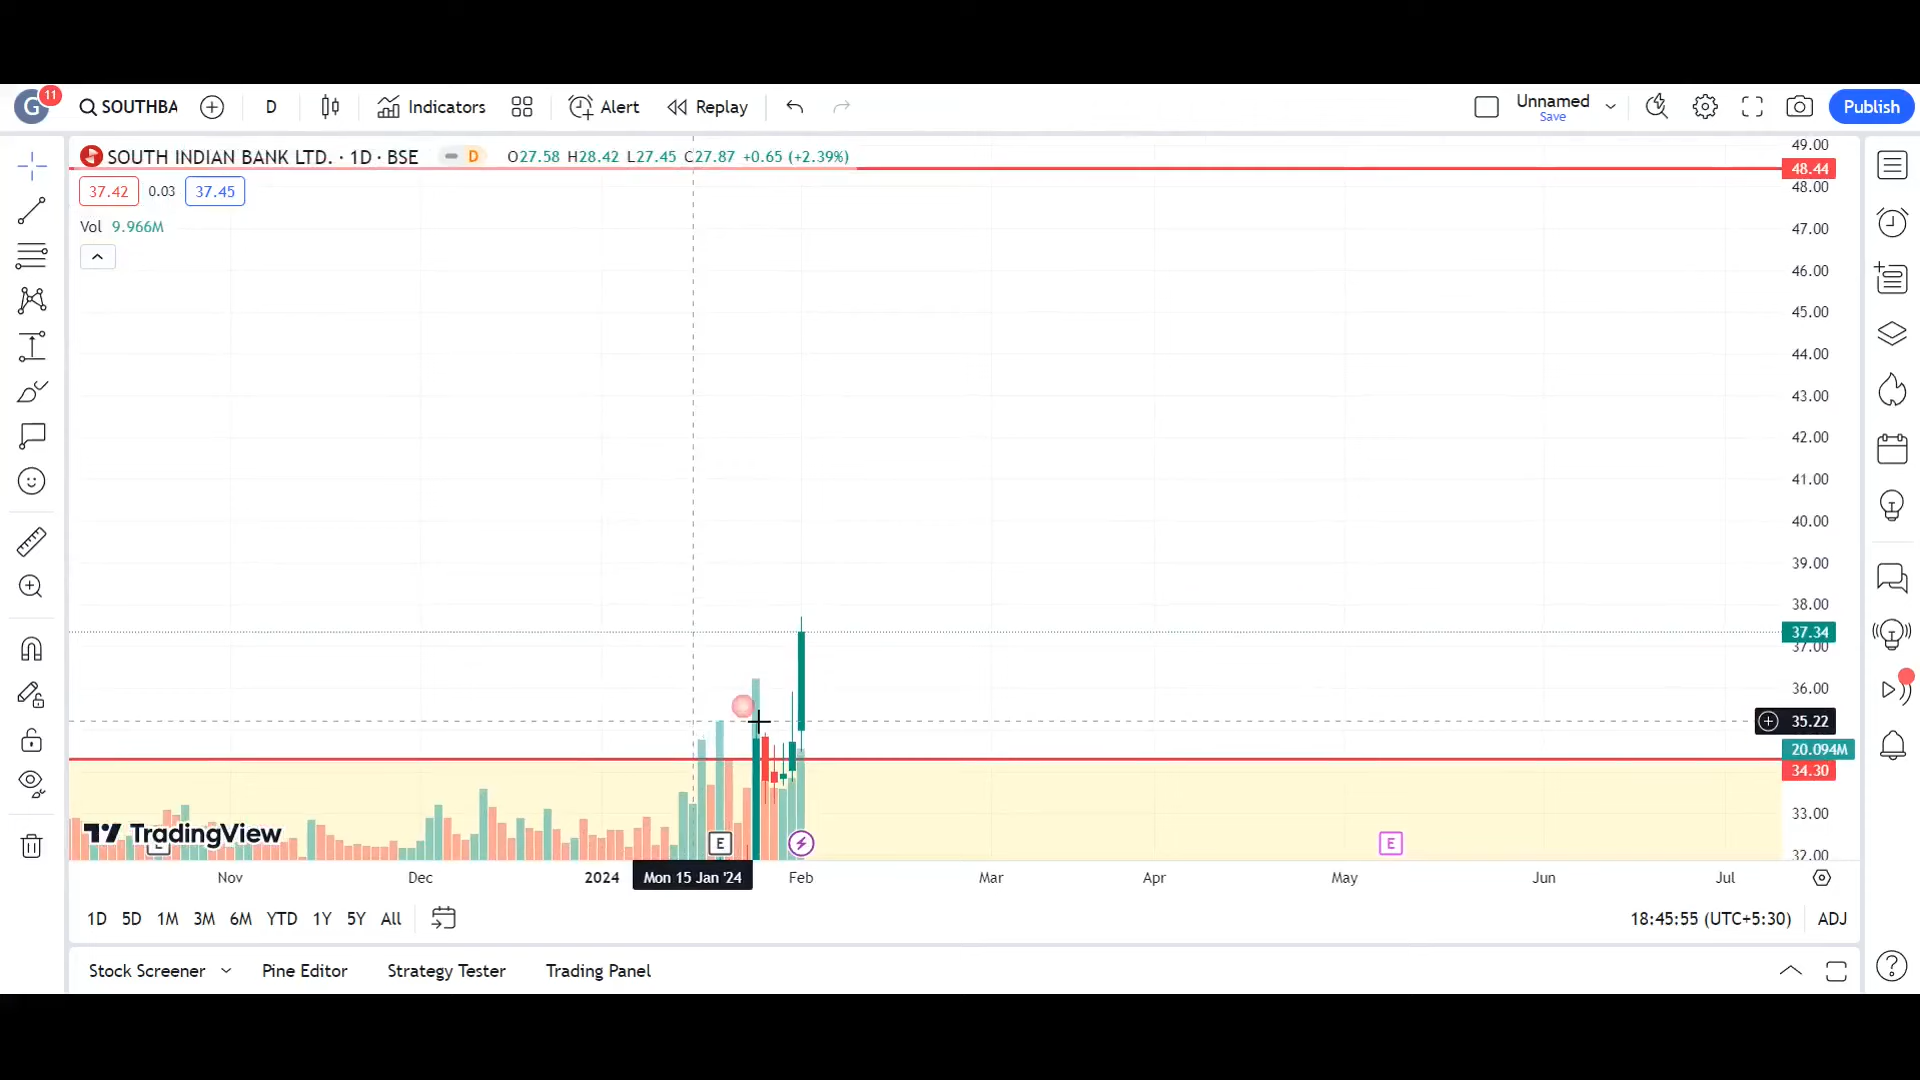 G 11 SOUTHBA D Indicators Alert Replay Unnamed Save Publish
SOUTH INDIAN BANK LTD. · 1D · BSE D O27.58 H28.42 L27.45 C27.87 +0.65 (+2.39%)
37.42 0.03 37.45
Vol 9.966M
49.00
48.44
48.00
47.00
46.00
45.00
44.00
43.00
42.00
41.00
40.00
39.00
38.00
37.34
37.00
36.00
35.22
20.094M
34.30
33.00
32.00
TradingView
E E
Nov Dec 2024 Mon 15 Jan '24 Feb Mar Apr May Jun Jul
1D 5D 1M 3M 6M YTD 1Y 5Y All 18:45:55 (UTC+5:30) ADJ
Stock Screener Pine Editor Strategy Tester Trading Panel